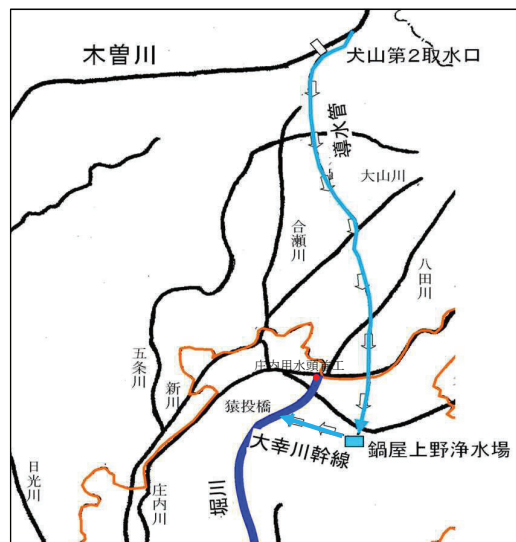 木曽川
犬山第2取水口
導水管
大山川
合瀬川
八田川
五条川
新川
庄内用水頭首工
猿投橋
大幸川幹線
鍋屋上野浄水場
日光川
庄内川
堀川